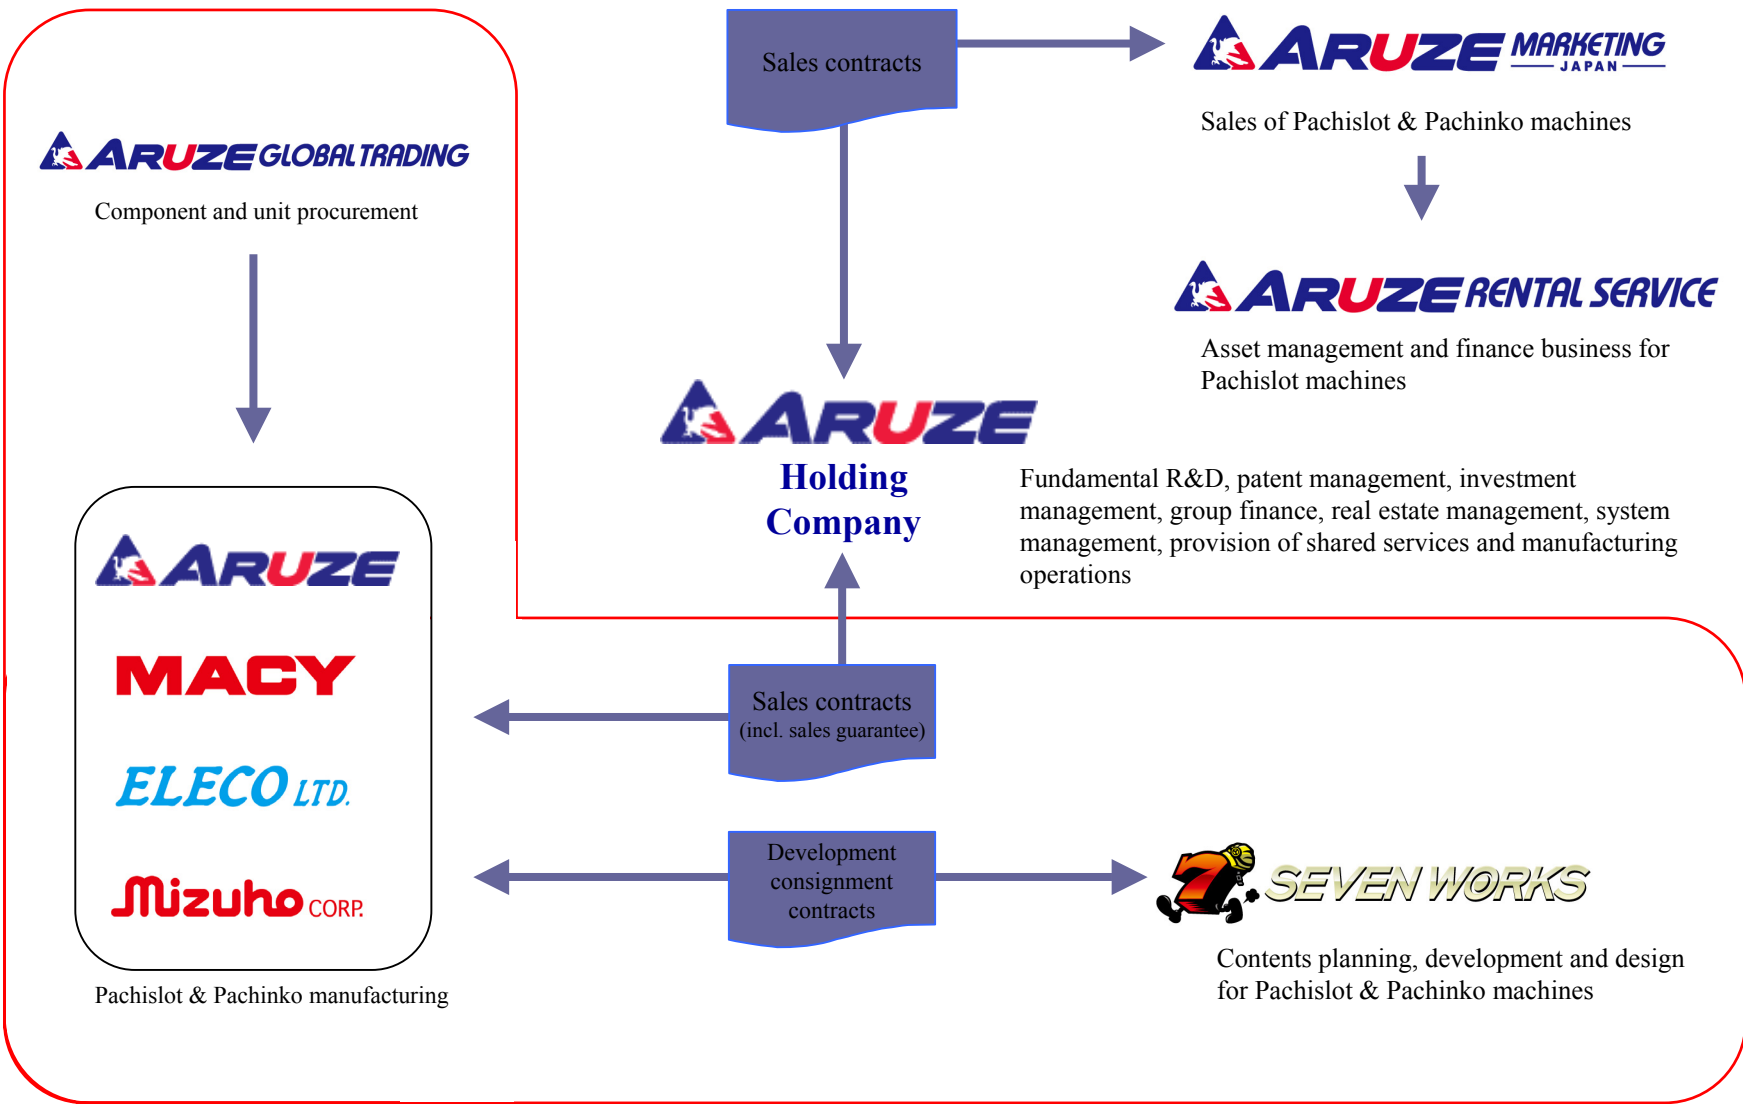 Sales contracts
ARUZE MARKETING
JAPAN
Sales of Pachislot & Pachinko machines
ARUZE GLOBAL TRADING
Component and unit procurement
ARUZE RENTAL SERVICE
Asset management and finance business for
Pachislot machines
ARUZE
Holding
Company
Fundamental R&D, patent management, investment
management, group finance, real estate management, system
management, provision of shared services and manufacturing
operations
ARUZE
MACY
ELECO LTD.
Mizuho CORP.
Pachislot & Pachinko manufacturing
Sales contracts
(incl. sales guarantee)
Development
consignment
contracts
7 SEVEN WORKS
Contents planning, development and design
for Pachislot & Pachinko machines